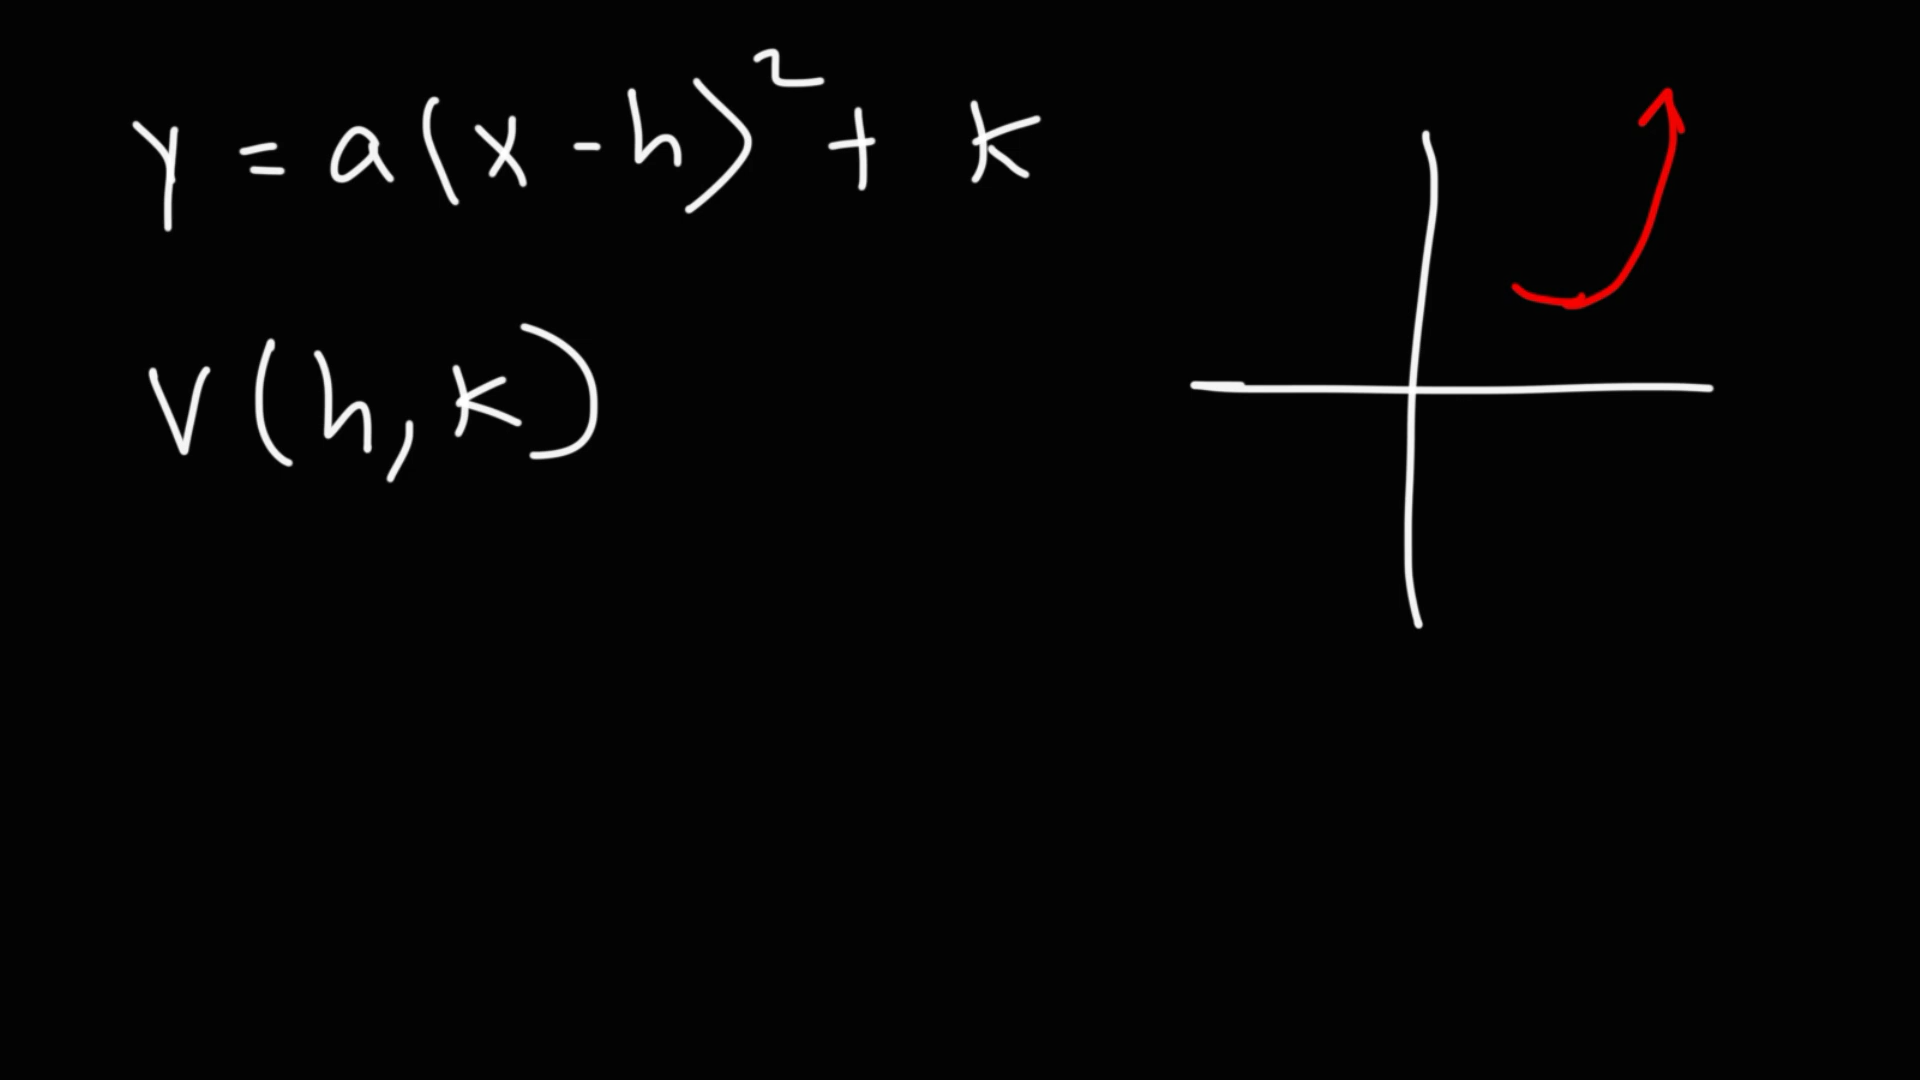 y = a(x - h)² + k
V(h, k)